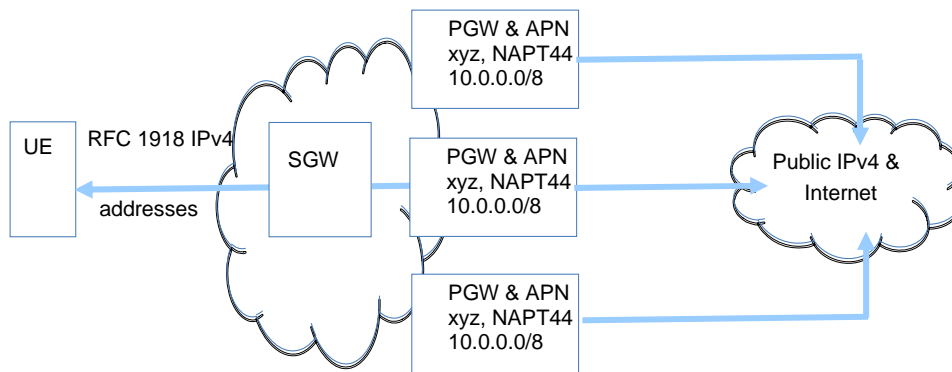 PGW & APN
xyz, NAPT44
10.0.0.0/8
UE
RFC 1918 IPv4
addresses
SGW
PGW & APN
xyz, NAPT44
10.0.0.0/8
Public IPv4 &
Internet
PGW & APN
xyz, NAPT44
10.0.0.0/8